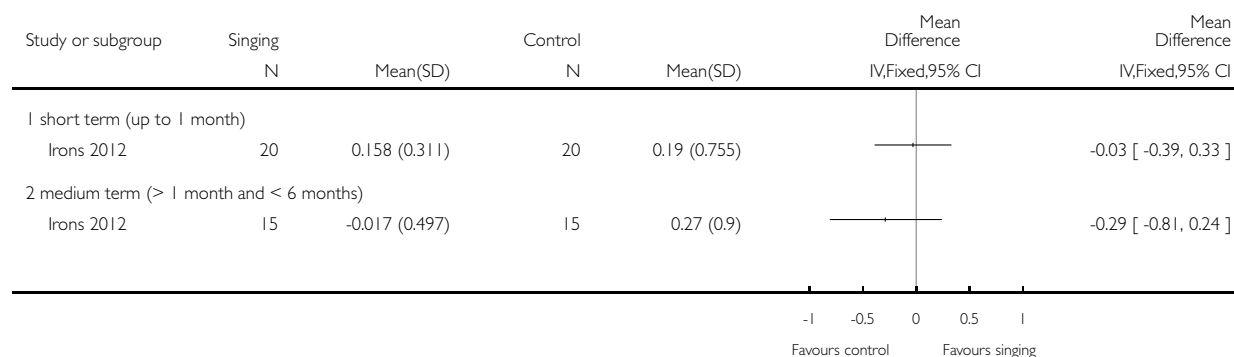 Study or subgroup Singing Control Mean Difference Mean Difference
N Mean(SD) N Mean(SD) IV,Fixed,95% CI IV,Fixed,95% CI
1 short term (up to 1 month)
Irons 2012 20 0.158 (0.311) 20 0.19 (0.755) -0.03 [ -0.39, 0.33 ]
2 medium term (> 1 month and < 6 months)
Irons 2012 15 -0.017 (0.497) 15 0.27 (0.9) -0.29 [ -0.81, 0.24 ]
-1 -0.5 0 0.5 1
Favours control Favours singing